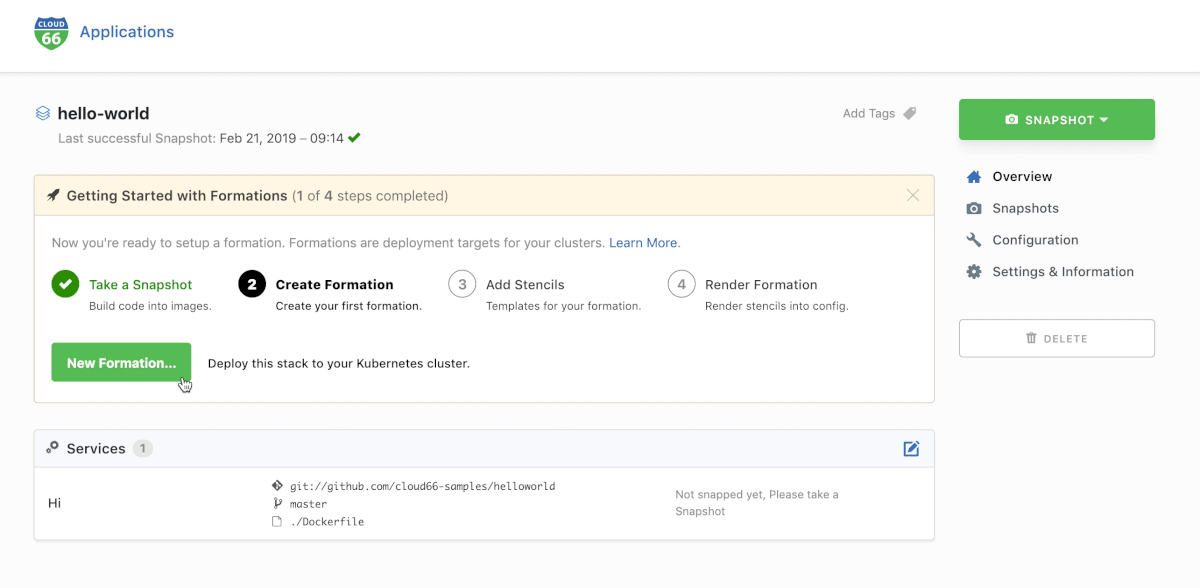 CLOUD
66
Applications
hello-world
Last successful Snapshot: Feb 21, 2019 – 09:14
Add Tags
SNAPSHOT
Overview
Snapshots
Configuration
Settings & Information
DELETE
Getting Started with Formations (1 of 4 steps completed)
Now you're ready to setup a formation. Formations are deployment targets for your clusters. Learn More.
Take a Snapshot
Build code into images.
2 Create Formation
Create your first formation.
3 Add Stencils
Templates for your formation.
4 Render Formation
Render stencils into config.
New Formation...
Deploy this stack to your Kubernetes cluster.
Services 1
Hi
git://github.com/cloud66-samples/helloworld
master
./Dockerfile
Not snapped yet, Please take a
Snapshot